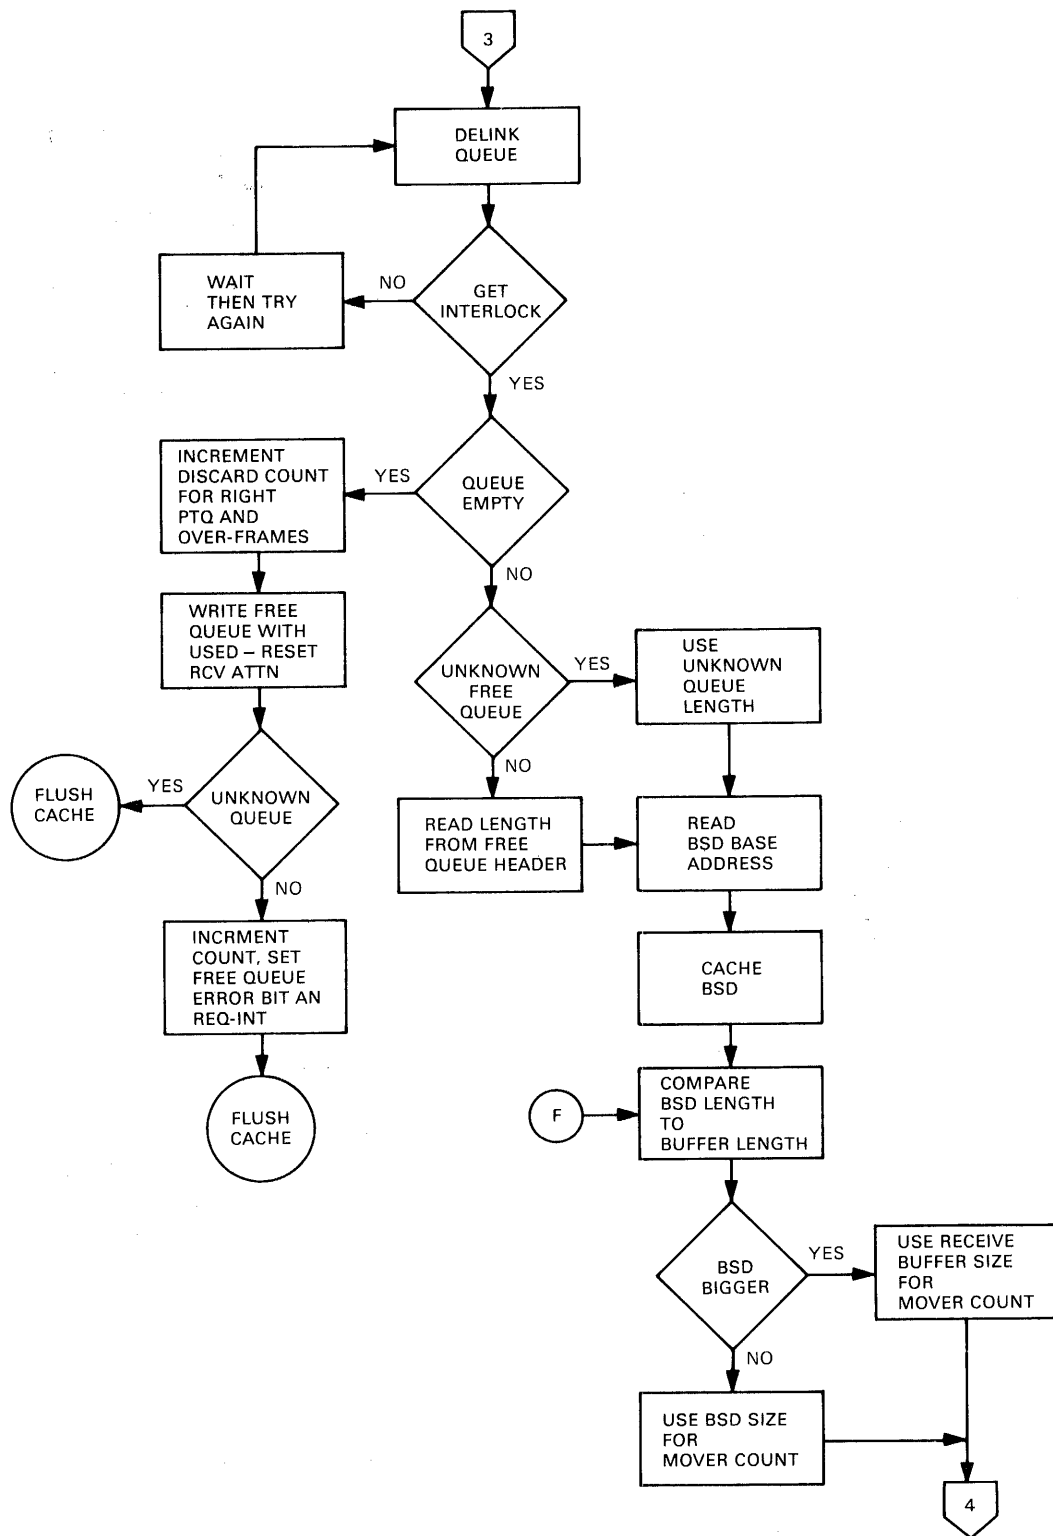 3
DELINK
QUEUE
WAIT
THEN TRY
AGAIN
NO
GET
INTERLOCK
YES
INCREMENT
DISCARD COUNT
FOR RIGHT
PTQ AND
OVER-FRAMES
YES
QUEUE
EMPTY
NO
WRITE FREE
QUEUE WITH
USED – RESET
RCV ATTN
UNKNOWN
FREE
QUEUE
YES
USE
UNKNOWN
QUEUE
LENGTH
NO
FLUSH
CACHE
YES
UNKNOWN
QUEUE
NO
READ LENGTH
FROM FREE
QUEUE HEADER
READ
BSD BASE
ADDRESS
INCRMENT
COUNT, SET
FREE QUEUE
ERROR BIT AN
REQ-INT
CACHE
BSD
FLUSH
CACHE
F
COMPARE
BSD LENGTH
TO
BUFFER LENGTH
BSD
BIGGER
YES
USE RECEIVE
BUFFER SIZE
FOR
MOVER COUNT
NO
USE BSD SIZE
FOR
MOVER COUNT
4